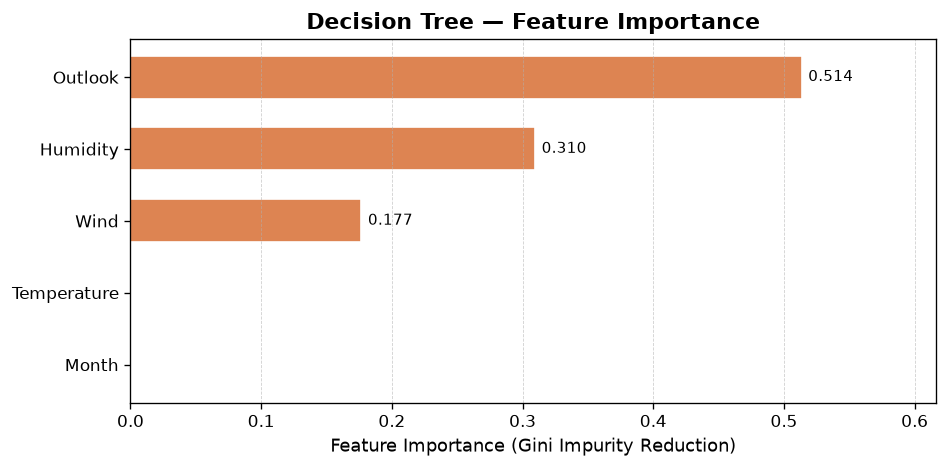 Decision Tree — Feature Importance
Outlook
0.514
Humidity
0.310
Wind
0.177
Temperature
Month
0.0 0.1 0.2 0.3 0.4 0.5 0.6
Feature Importance (Gini Impurity Reduction)